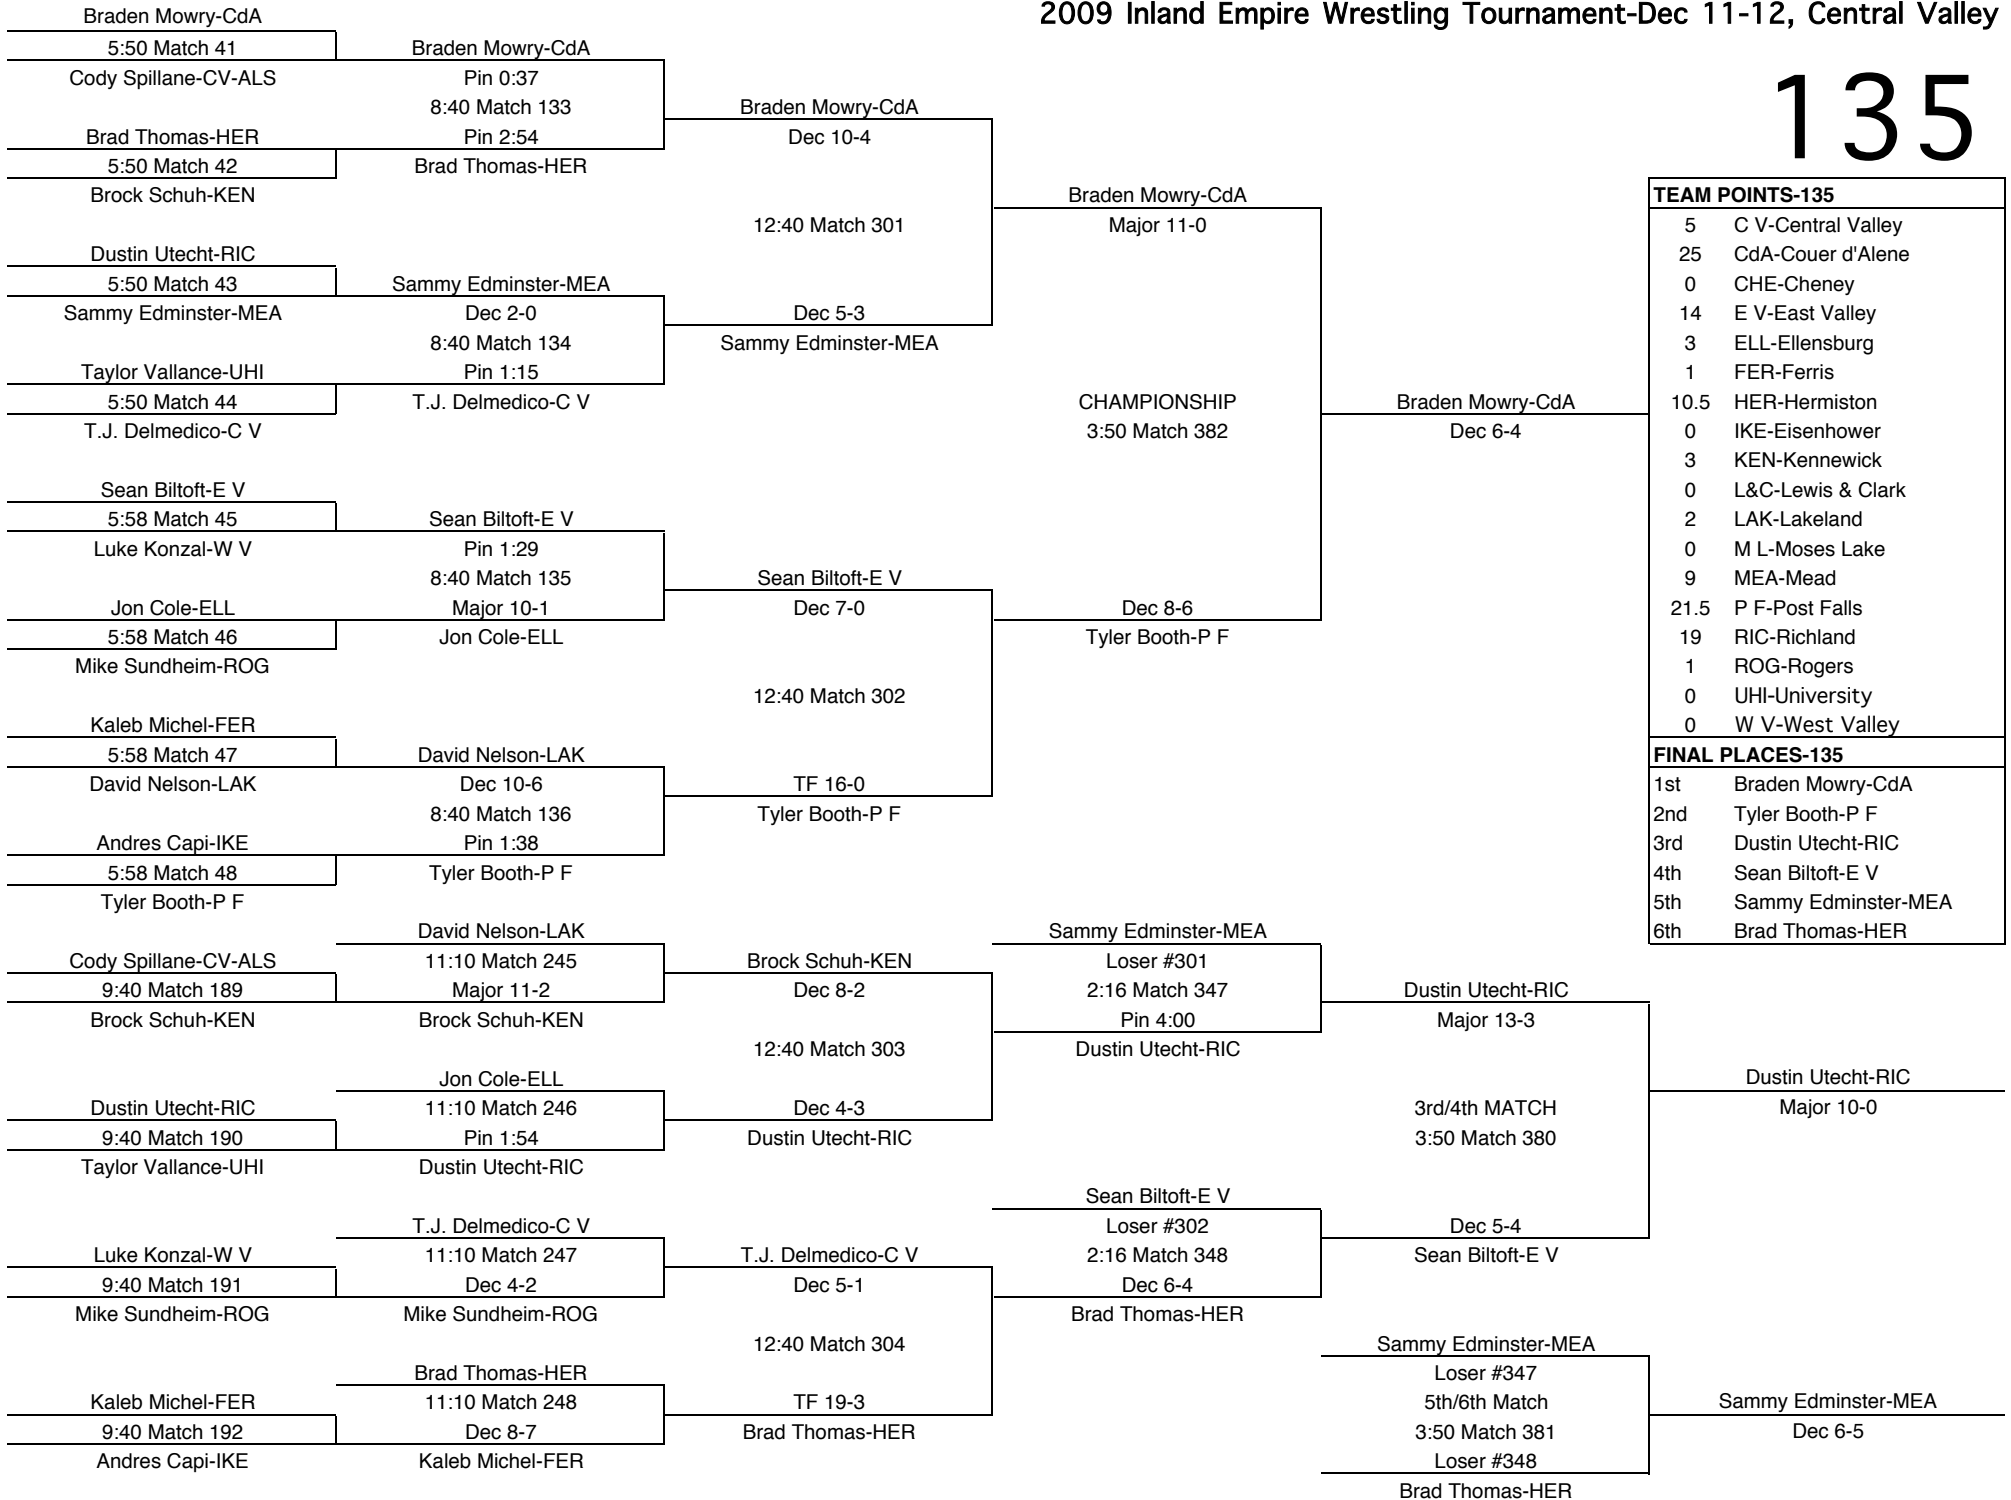 2009 Inland Empire Wrestling Tournament-Dec 11-12, Central Valley
135
Braden Mowry-CdA
5:50 Match 41
Cody Spillane-CV-ALS
Brad Thomas-HER
5:50 Match 42
Brock Schuh-KEN
Dustin Utecht-RIC
5:50 Match 43
Sammy Edminster-MEA
Taylor Vallance-UHI
5:50 Match 44
T.J. Delmedico-C V
Sean Biltoft-E V
5:58 Match 45
Luke Konzal-W V
Jon Cole-ELL
5:58 Match 46
Mike Sundheim-ROG
Kaleb Michel-FER
5:58 Match 47
David Nelson-LAK
Andres Capi-IKE
5:58 Match 48
Tyler Booth-P F
Braden Mowry-CdA
Pin 0:37
8:40 Match 133
Pin 2:54
Brad Thomas-HER
Sammy Edminster-MEA
Dec 2-0
8:40 Match 134
Pin 1:15
T.J. Delmedico-C V
Sean Biltoft-E V
Pin 1:29
8:40 Match 135
Major 10-1
Jon Cole-ELL
David Nelson-LAK
Dec 10-6
8:40 Match 136
Pin 1:38
Tyler Booth-P F
Braden Mowry-CdA
Dec 10-4
12:40 Match 301
Dec 5-3
Sammy Edminster-MEA
Sean Biltoft-E V
Dec 7-0
12:40 Match 302
TF 16-0
Tyler Booth-P F
Braden Mowry-CdA
Major 11-0
CHAMPIONSHIP
3:50 Match 382
Dec 8-6
Tyler Booth-P F
Braden Mowry-CdA
Dec 6-4
TEAM POINTS-135
5 C V-Central Valley
25 CdA-Couer d'Alene
0 CHE-Cheney
14 E V-East Valley
3 ELL-Ellensburg
1 FER-Ferris
10.5 HER-Hermiston
0 IKE-Eisenhower
3 KEN-Kennewick
0 L&C-Lewis & Clark
2 LAK-Lakeland
0 M L-Moses Lake
9 MEA-Mead
21.5 P F-Post Falls
19 RIC-Richland
1 ROG-Rogers
0 UHI-University
0 W V-West Valley
FINAL PLACES-135
1st Braden Mowry-CdA
2nd Tyler Booth-P F
3rd Dustin Utecht-RIC
4th Sean Biltoft-E V
5th Sammy Edminster-MEA
6th Brad Thomas-HER
Cody Spillane-CV-ALS
9:40 Match 189
Brock Schuh-KEN
Dustin Utecht-RIC
9:40 Match 190
Taylor Vallance-UHI
Luke Konzal-W V
9:40 Match 191
Mike Sundheim-ROG
Kaleb Michel-FER
9:40 Match 192
Andres Capi-IKE
David Nelson-LAK
11:10 Match 245
Major 11-2
Brock Schuh-KEN
Jon Cole-ELL
11:10 Match 246
Pin 1:54
Dustin Utecht-RIC
T.J. Delmedico-C V
11:10 Match 247
Dec 4-2
Mike Sundheim-ROG
Brad Thomas-HER
11:10 Match 248
Dec 8-7
Kaleb Michel-FER
Brock Schuh-KEN
Dec 8-2
12:40 Match 303
Dec 4-3
Dustin Utecht-RIC
T.J. Delmedico-C V
Dec 5-1
12:40 Match 304
TF 19-3
Brad Thomas-HER
Sammy Edminster-MEA
Loser #301
2:16 Match 347
Pin 4:00
Dustin Utecht-RIC
Sean Biltoft-E V
Loser #302
2:16 Match 348
Dec 6-4
Brad Thomas-HER
Dustin Utecht-RIC
Major 13-3
3rd/4th MATCH
3:50 Match 380
Dec 5-4
Sean Biltoft-E V
Dustin Utecht-RIC
Major 10-0
Sammy Edminster-MEA
Loser #347
5th/6th Match
3:50 Match 381
Loser #348
Brad Thomas-HER
Sammy Edminster-MEA
Dec 6-5